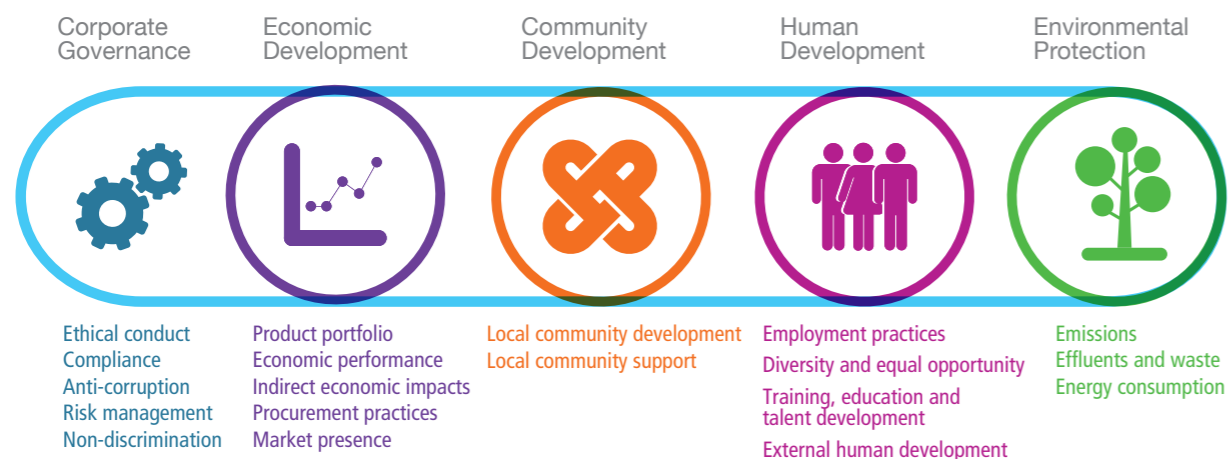 Corporate
Governance
Economic
Development
Community
Development
Human
Development
Environmental
Protection
Ethical conduct
Compliance
Anti-corruption
Risk management
Non-discrimination
Product portfolio
Economic performance
Indirect economic impacts
Procurement practices
Market presence
Local community development
Local community support
Employment practices
Diversity and equal opportunity
Training, education and
talent development
External human development
Emissions
Effluents and waste
Energy consumption